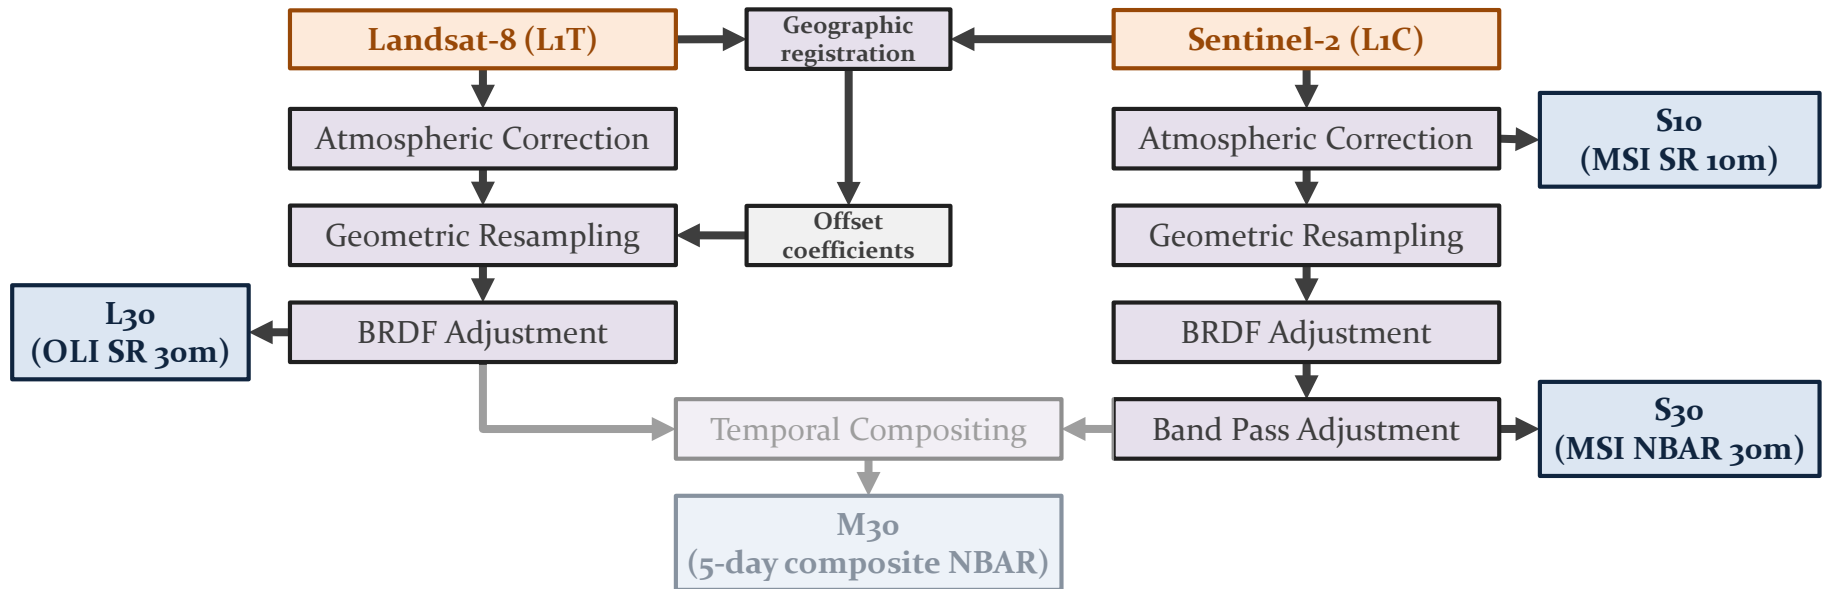 Landsat-8 (L1T)
Geographic
registration
Sentinel-2 (L1C)
Atmospheric Correction
Atmospheric Correction
S10
(MSI SR 10m)
Geometric Resampling
Offset
coefficients
Geometric Resampling
L30
(OLI SR 30m)
BRDF Adjustment
BRDF Adjustment
Temporal Compositing
Band Pass Adjustment
S30
(MSI NBAR 30m)
M30
(5-day composite NBAR)